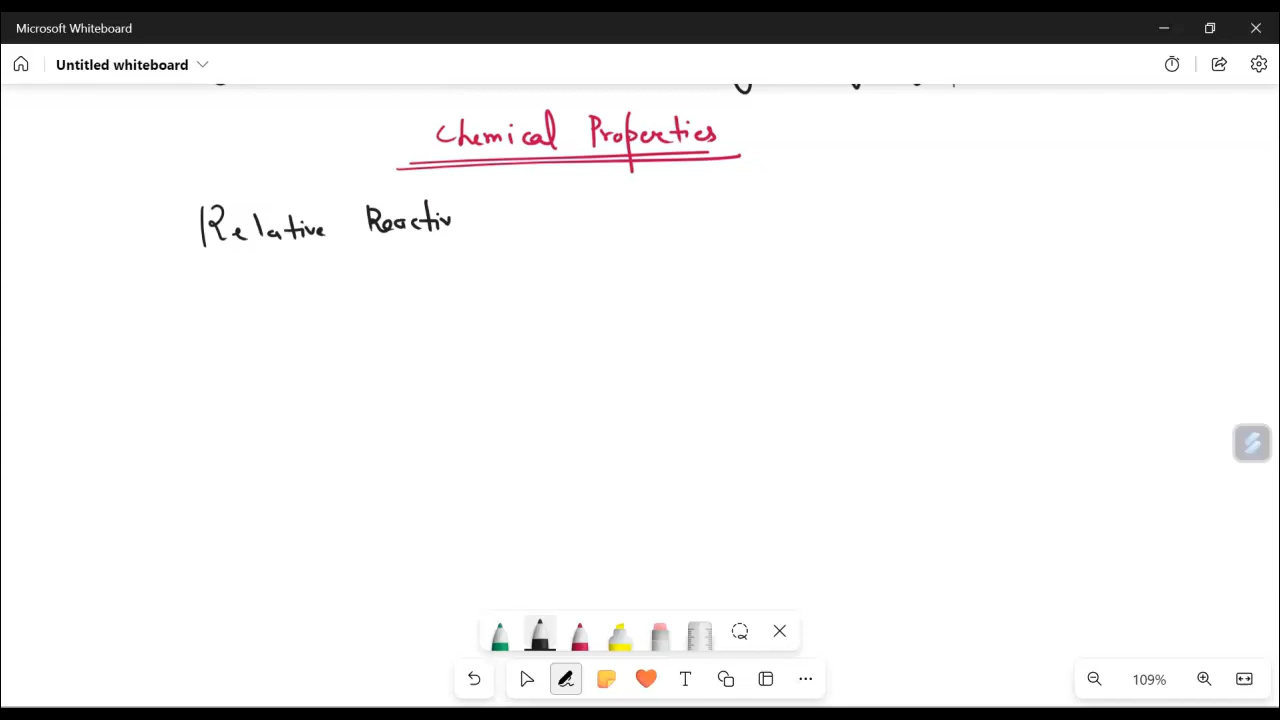 Microsoft Whiteboard
Untitled whiteboard
Chemical Properties
Relative Reactiv
109%